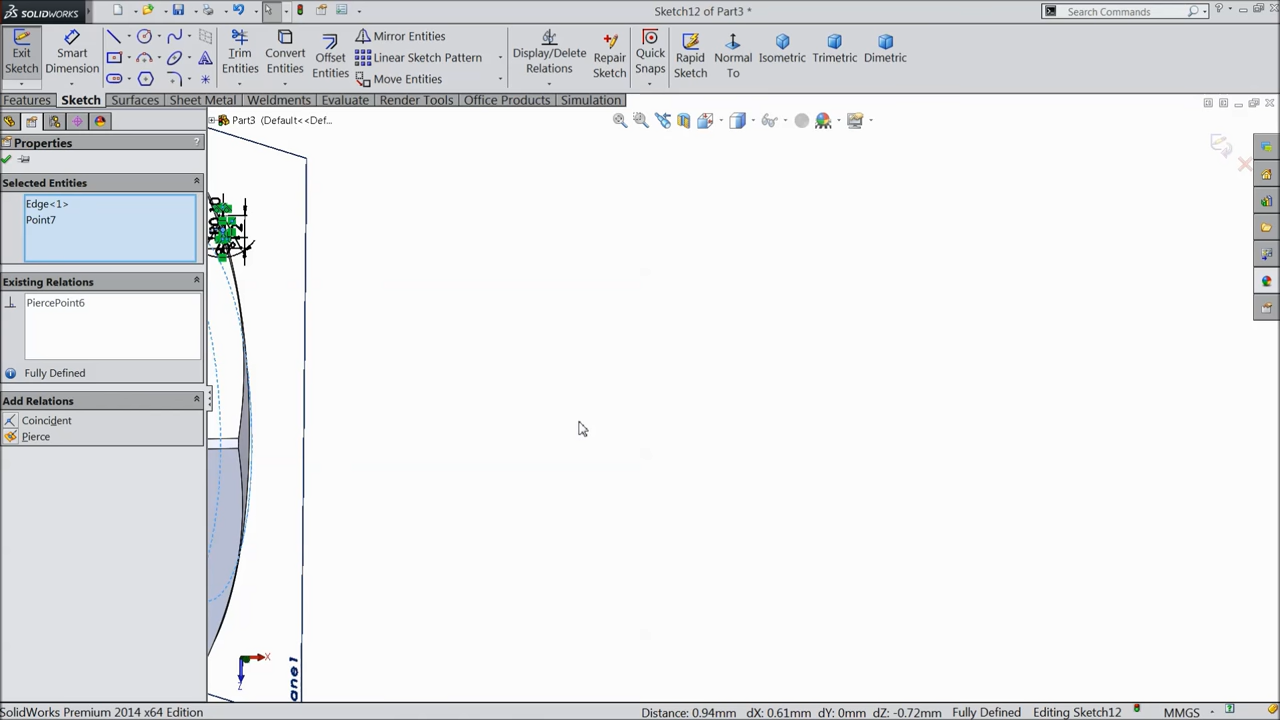 SOLIDWORKS
Sketch12 of Part3 *
Search Commands
Exit Sketch
Smart Dimension
Trim Entities
Convert Entities
Offset Entities
Mirror Entities
Linear Sketch Pattern
Move Entities
Display/Delete Relations
Repair Sketch
Quick Snaps
Rapid Sketch
Normal To
Isometric
Trimetric
Dimetric
Features
Sketch
Surfaces
Sheet Metal
Weldments
Evaluate
Render Tools
Office Products
Simulation
Part3 (Default<<Def...
Properties
?
Selected Entities
Edge<1>
Point7
Existing Relations
PiercePoint6
Fully Defined
Add Relations
Coincident
Pierce
X
Z
ane1
SolidWorks Premium 2014 x64 Edition
Distance: 0.94mm dX: 0.61mm dY: 0mm dZ: -0.72mm Fully Defined Editing Sketch12 MMGS